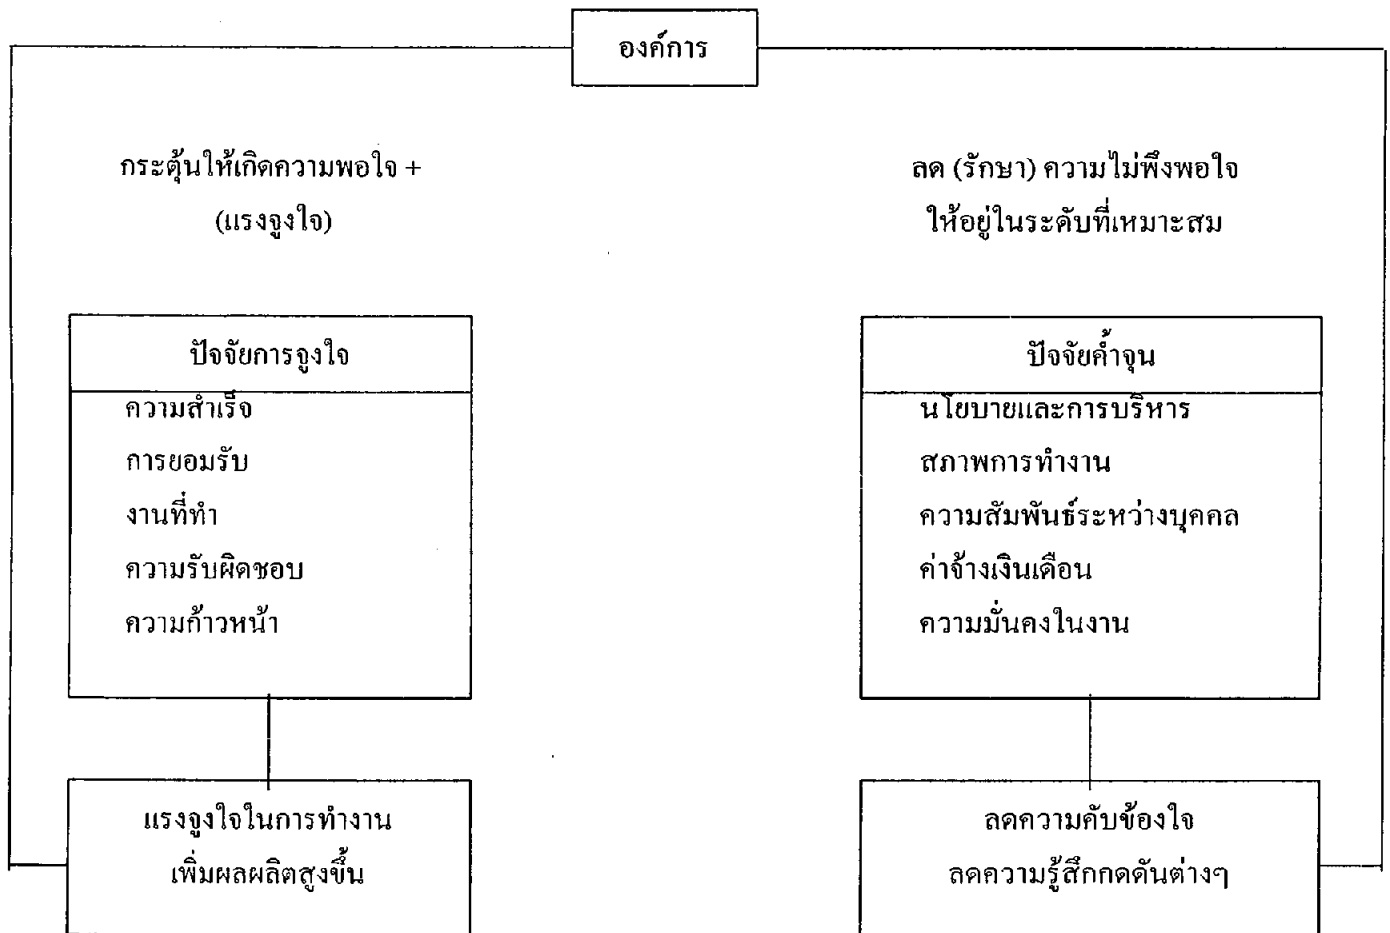 องค์การ
กระตุ้นให้เกิดความพอใจ +
(แรงจูงใจ)
ลด (รักษา) ความไม่พึงพอใจ
ให้อยู่ในระดับที่เหมาะสม
ปัจจัยการจูงใจ
ความสำเร็จ
การยอมรับ
งานที่ทำ
ความรับผิดชอบ
ความก้าวหน้า
ปัจจัยค้ำจุน
นโยบายและการบริหาร
สภาพการทำงาน
ความสัมพันธ์ระหว่างบุคคล
ค่าจ้างเงินเดือน
ความมั่นคงในงาน
แรงจูงใจในการทำงาน
เพิ่มผลผลิตสูงขึ้น
ลดความคับข้องใจ
ลดความรู้สึกกดดันต่างๆ